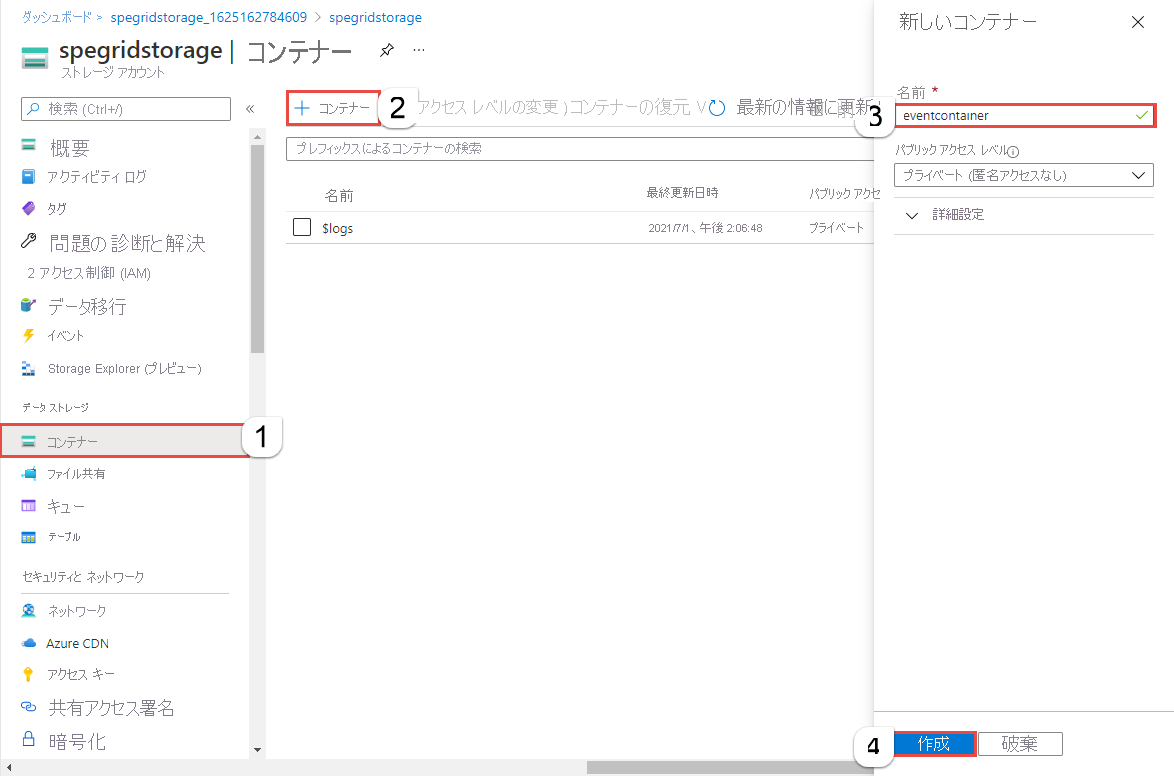 ダッシュボード > spegridstorage_1625162784609 > spegridstorage
spegridstorage | コンテナー
ストレージ アカウント
検索 (Ctrl+/)
«
概要
アクティビティ ログ
タグ
問題の診断と解決
2 アクセス制御 (IAM)
データ移行
イベント
Storage Explorer (プレビュー)
データ ストレージ
コンテナー
1
ファイル共有
キュー
テーブル
セキュリティと ネットワーク
ネットワーク
Azure CDN
アクセス キー
共有アクセス署名
暗号化
+ コンテナー
2
アクセス レベルの変更 ) コンテナーの復元 V 最新の情報に更新
プレフィックスによるコンテナーの検索
名前 最終更新日時 パブリック アクセ
$logs 2021/7/1、午後 2:06:48 プライベート
新しいコンテナー
名前 *
3
eventcontainer
パブリック アクセス レベル
プライベート (匿名アクセスなし)
詳細設定
4
作成
破棄